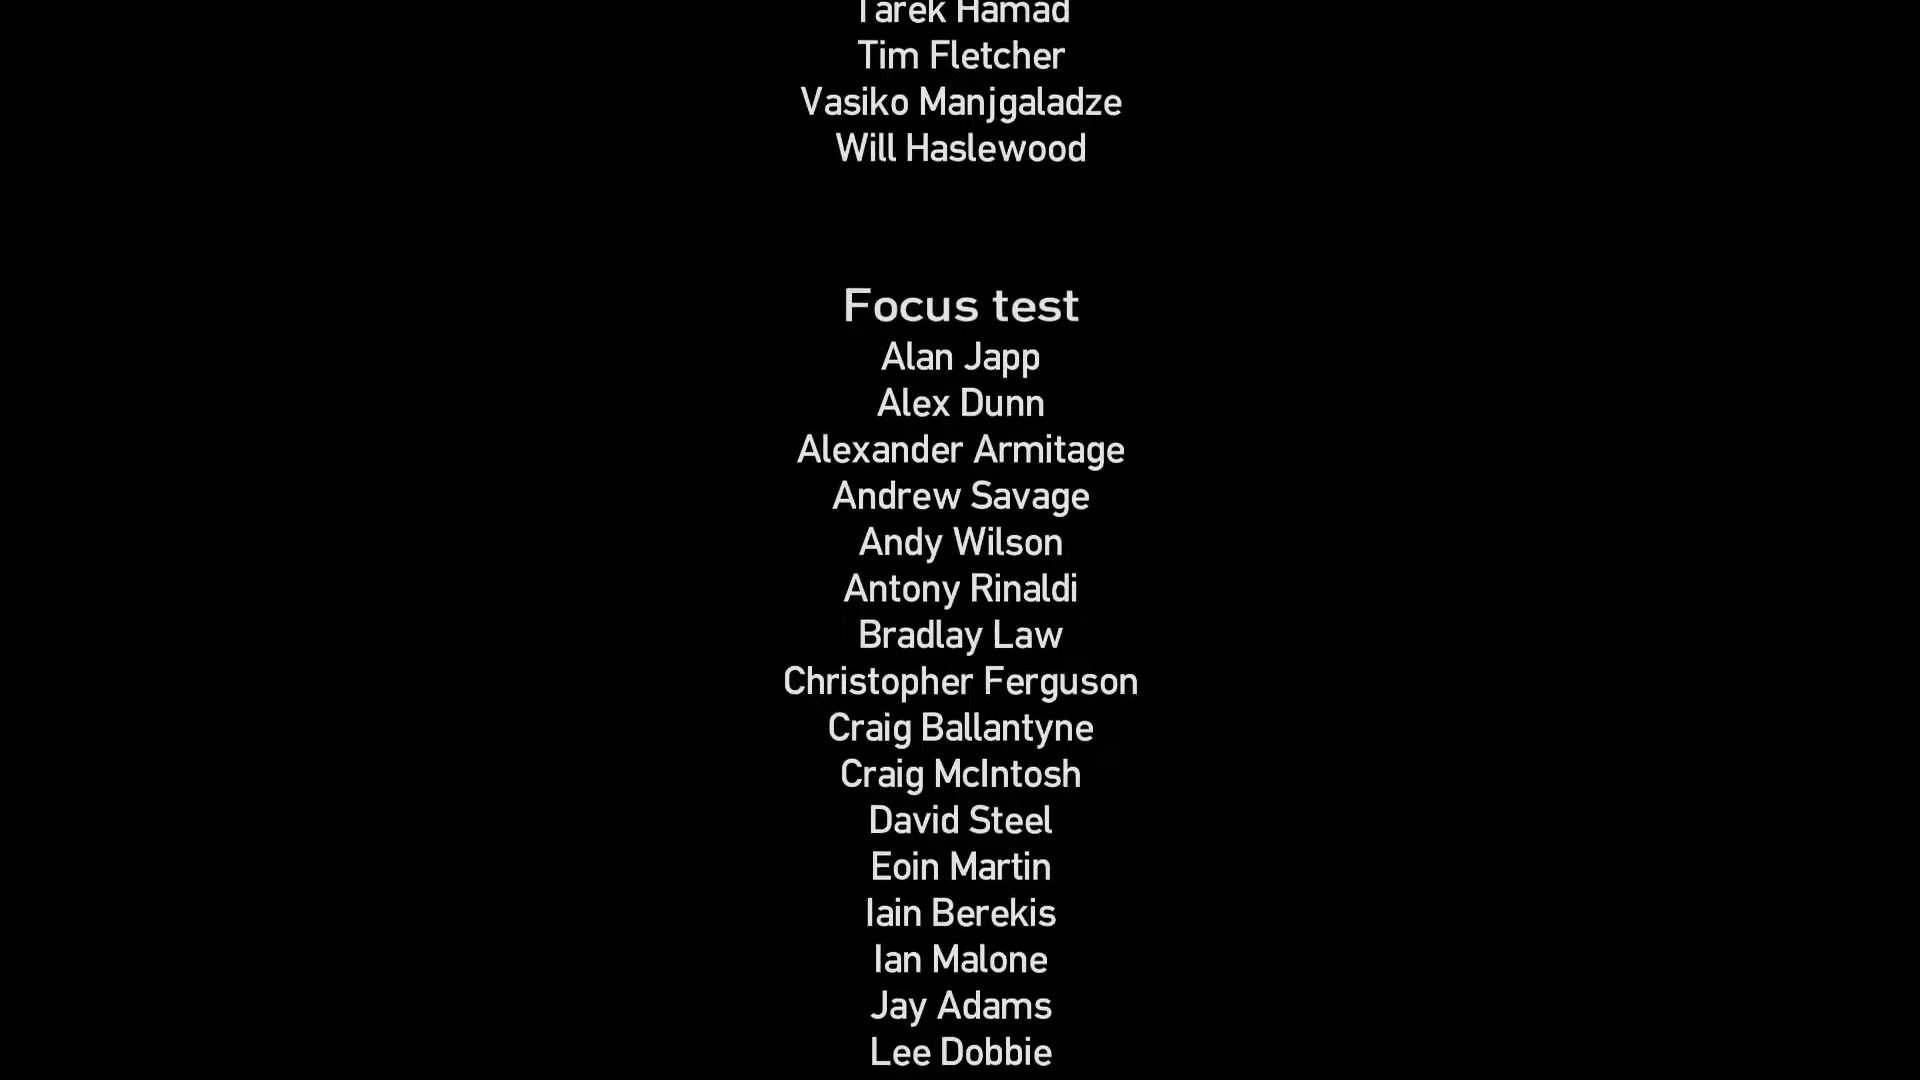 Tarek Hamad
Tim Fletcher
Vasiko Manjgaladze
Will Haslewood
Focus test
Alan Japp
Alex Dunn
Alexander Armitage
Andrew Savage
Andy Wilson
Antony Rinaldi
Bradlay Law
Christopher Ferguson
Craig Ballantyne
Craig McIntosh
David Steel
Eoin Martin
Iain Berekis
Ian Malone
Jay Adams
Lee Dobbie